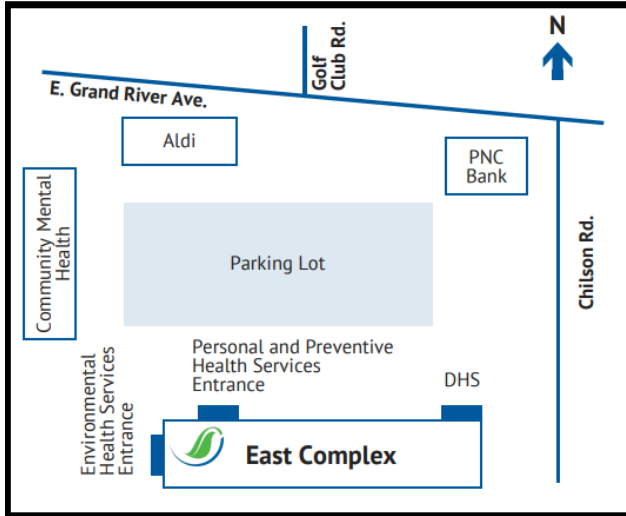 N
Golf
Club Rd.
E. Grand River Ave.
Aldi
PNC
Bank
Community Mental
Health
Parking Lot
Chilson Rd.
Personal and Preventive
Health Services
Entrance
DHS
Environmental
Health Services
Entrance
East Complex